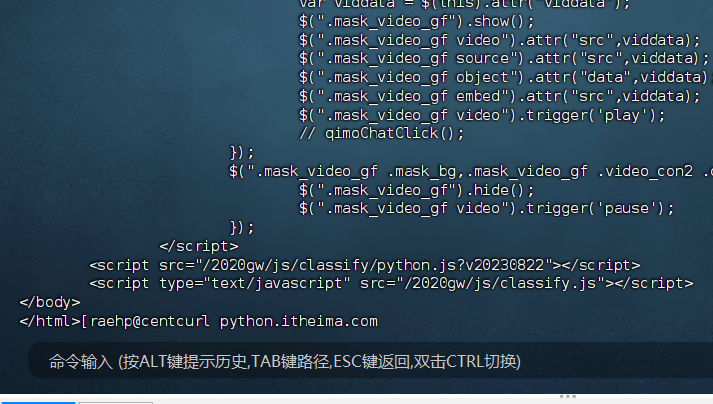 var viddata = $(this).attr("viddata");
$(".mask_video_gf").show();
$(".mask_video_gf video").attr("src",viddata);
$(".mask_video_gf source").attr("src",viddata);
$(".mask_video_gf object").attr("data",viddata)
$(".mask_video_gf embed").attr("src",viddata);
$(".mask_video_gf video").trigger('play');
// qimoChatClick();
});
$(".mask_video_gf .mask_bg,.mask_video_gf .video_con2 .
$(".mask_video_gf").hide();
$(".mask_video_gf video").trigger('pause');
});
</script>
<script src="/2020gw/js/classify/python.js?v20230822"></script>
<script type="text/javascript" src="/2020gw/js/classify.js"></script>
</body>
</html>[raehp@centcurl python.itheima.com
命令输入 (按ALT键提示历史,TAB键路径,ESC键返回,双击CTRL切换)